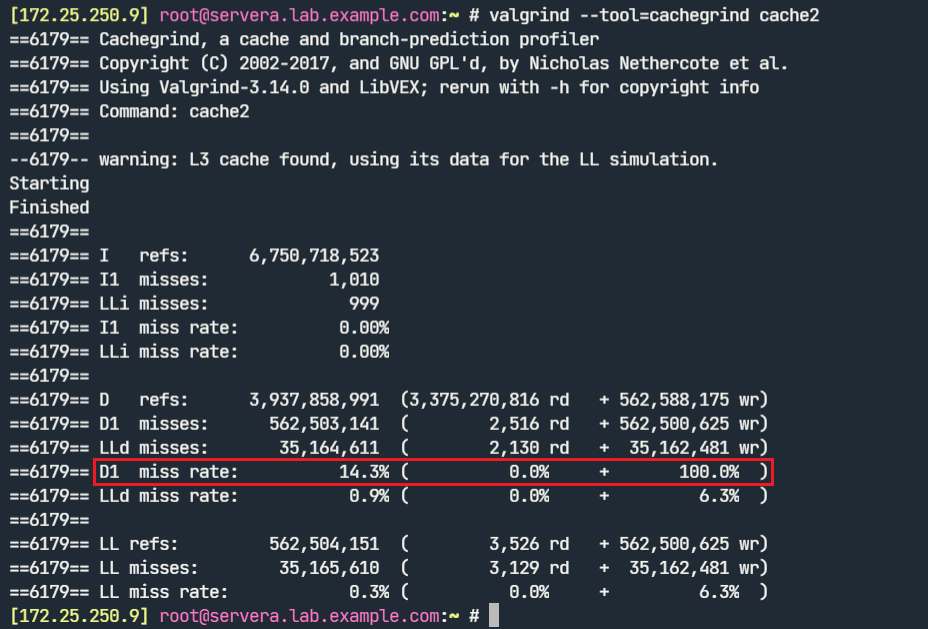 [172.25.250.9] root@servera.lab.example.com:~ # valgrind --tool=cachegrind cache2
==6179== Cachegrind, a cache and branch-prediction profiler
==6179== Copyright (C) 2002-2017, and GNU GPL'd, by Nicholas Nethercote et al.
==6179== Using Valgrind-3.14.0 and LibVEX; rerun with -h for copyright info
==6179== Command: cache2
==6179==
--6179-- warning: L3 cache found, using its data for the LL simulation.
Starting
Finished
==6179==
==6179== I   refs:      6,750,718,523
==6179== I1  misses:            1,010
==6179== LLi misses:              999
==6179== I1  miss rate:          0.00%
==6179== LLi miss rate:          0.00%
==6179==
==6179== D   refs:      3,937,858,991  (3,375,270,816 rd   + 562,588,175 wr)
==6179== D1  misses:      562,503,141  (        2,516 rd   + 562,500,625 wr)
==6179== LLd misses:       35,164,611  (        2,130 rd   +  35,162,481 wr)
==6179== D1  miss rate:          14.3% (          0.0%     +       100.0%  )
==6179== LLd miss rate:           0.9% (          0.0%     +         6.3%  )
==6179==
==6179== LL refs:         562,504,151  (        3,526 rd   + 562,500,625 wr)
==6179== LL misses:        35,165,610  (        3,129 rd   +  35,162,481 wr)
==6179== LL miss rate:            0.3% (          0.0%     +         6.3%  )
[172.25.250.9] root@servera.lab.example.com:~ #